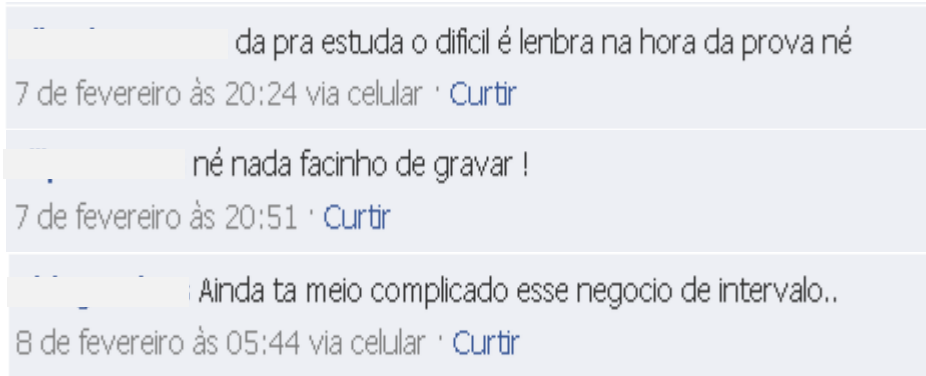 da pra estuda o dificil é lenbra na hora da prova né
7 de fevereiro às 20:24 via celular · Curtir
né nada facinho de gravar !
7 de fevereiro às 20:51 · Curtir
Ainda ta meio complicado esse negocio de intervalo..
8 de fevereiro às 05:44 via celular · Curtir